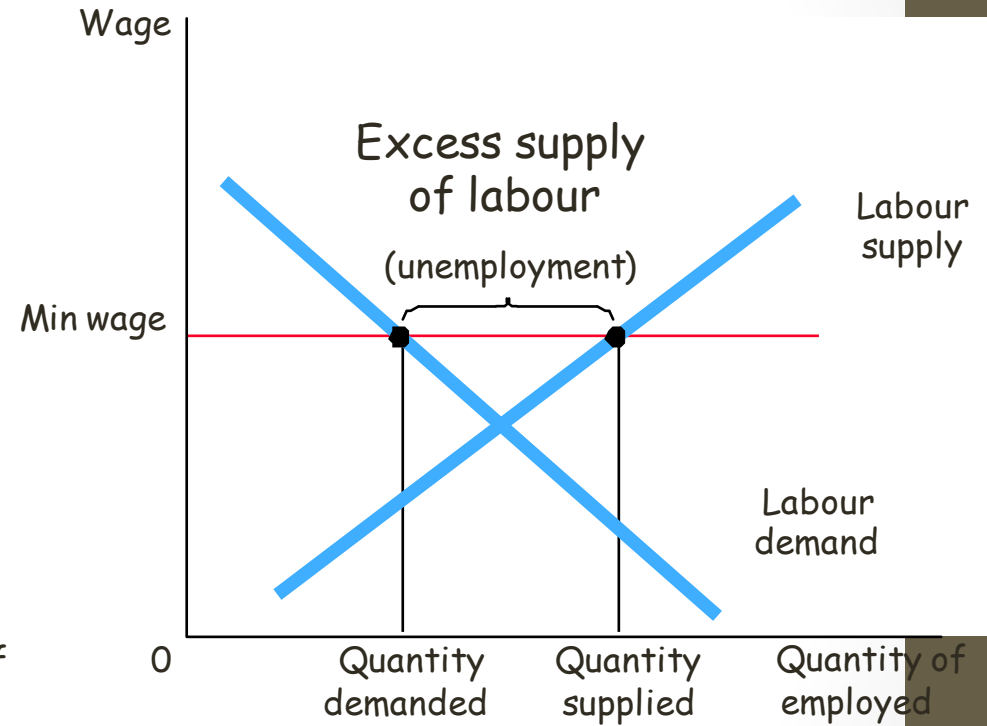 Wage
Excess supply
of labour
(unemployment)
Labour
supply
Min wage
Labour
demand
f
0
Quantity
demanded
Quantity
supplied
Quantity of
employed